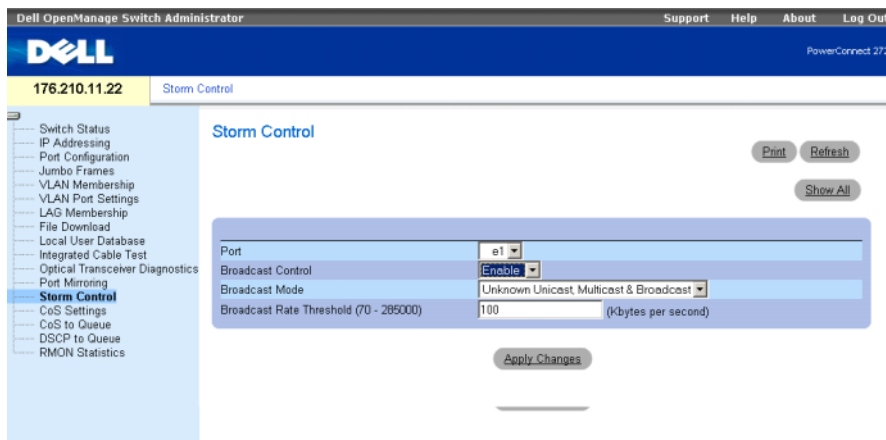 Dell OpenManage Switch Administrator
Support Help About Log Out
DELL
PowerConnect 272
176.210.11.22
Storm Control
Switch Status
IP Addressing
Port Configuration
Jumbo Frames
VLAN Membership
VLAN Port Settings
LAG Membership
File Download
Local User Database
Integrated Cable Test
Optical Transceiver Diagnostics
Port Mirroring
Storm Control
CoS Settings
CoS to Queue
DSCP to Queue
RMON Statistics
Storm Control
Print Refresh
Show All
Port e1
Broadcast Control Enable
Broadcast Mode Unknown Unicast, Multicast & Broadcast
Broadcast Rate Threshold (70 - 285000) 100 (Kbytes per second)
Apply Changes